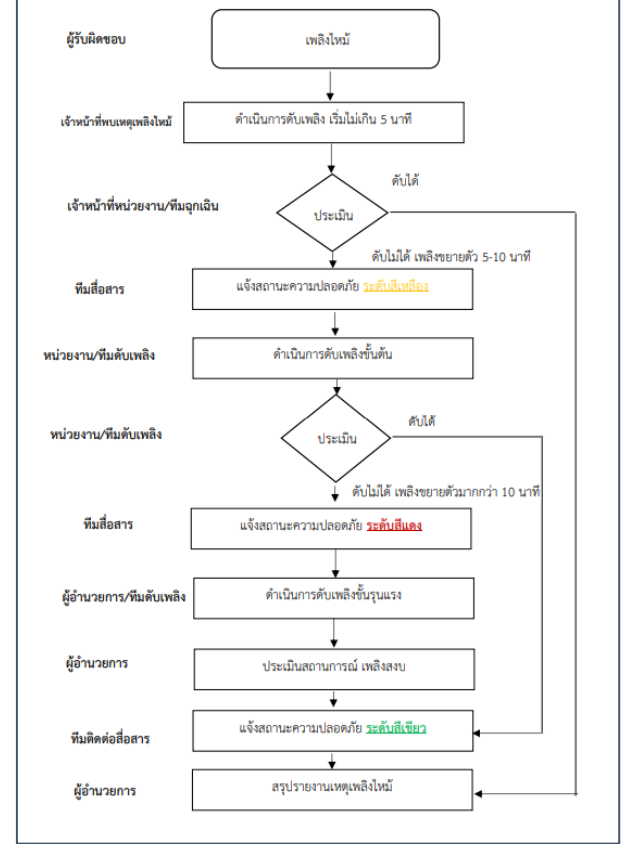 ผู้รับผิดชอบ
เพลิงไหม้
เจ้าหน้าที่พบเหตุเพลิงไหม้
ดำเนินการดับเพลิง เริ่มไม่เกิน 5 นาที
ดับได้
เจ้าหน้าที่หน่วยงาน/ทีมฉุกเฉิน
ประเมิน
ดับไม่ได้ เพลิงขยายตัว 5-10 นาที
ทีมสื่อสาร
แจ้งสถานะความปลอดภัย ระดับสีเหลือง
หน่วยงาน/ทีมดับเพลิง
ดำเนินการดับเพลิงขั้นต้น
ดับได้
หน่วยงาน/ทีมดับเพลิง
ประเมิน
ดับไม่ได้ เพลิงขยายตัวมากกว่า 10 นาที
ทีมสื่อสาร
แจ้งสถานะความปลอดภัย ระดับสีแดง
ผู้อำนวยการ/ทีมดับเพลิง
ดำเนินการดับเพลิงขั้นรุนแรง
ผู้อำนวยการ
ประเมินสถานการณ์ เพลิงสงบ
ทีมติดต่อสื่อสาร
แจ้งสถานะความปลอดภัย ระดับสีเขียว
ผู้อำนวยการ
สรุปรายงานเหตุเพลิงไหม้